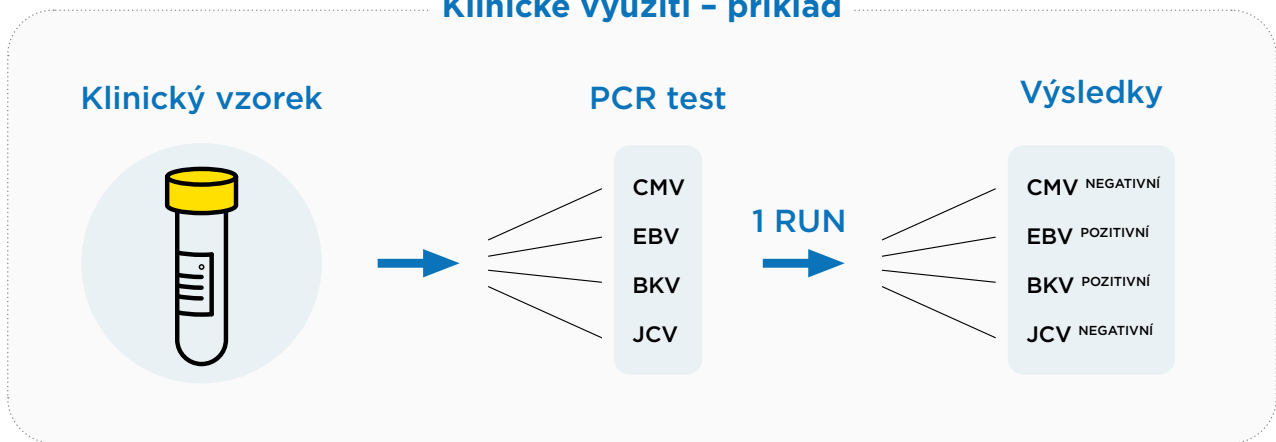 Klinické využití – příklad
Klinický vzorek
PCR test
CMV
EBV
BKV
JCV
1 RUN
Výsledky
CMV NEGATIVNÍ
EBV POZITIVNÍ
BKV POZITIVNÍ
JCV NEGATIVNÍ